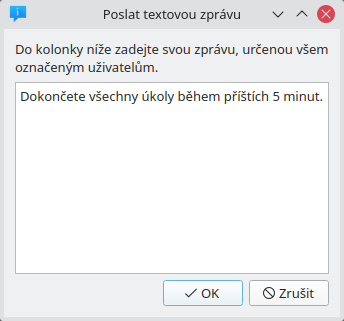 Poslat textovou zprávu
Do kolonky níže zadejte svou zprávu, určenou všem
označeným uživatelům.
Dokončete všechny úkoly během příštích 5 minut.
OK
Zrušit